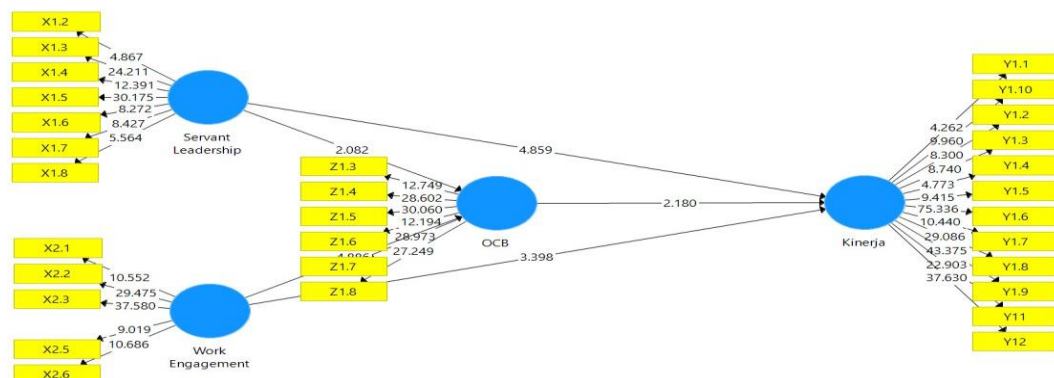 X1.2
X1.3
X1.4
X1.5
X1.6
X1.7
X1.8
4.867
24.211
12.391
30.175
8.272
8.427
5.564
Servant
Leadership
2.082
4.859
Z1.3
Z1.4
Z1.5
Z1.6
Z1.7
Z1.8
12.749
28.602
30.060
12.194
28.973
27.249
OCB
2.180
3.398
X2.1
X2.2
X2.3
X2.5
X2.6
10.552
29.475
37.580
9.019
10.686
Work
Engagement
Kinerja
4.262
9.960
8.300
8.740
4.773
9.415
75.336
10.440
29.086
43.375
22.903
37.630
Y1.1
Y1.10
Y1.2
Y1.3
Y1.4
Y1.5
Y1.6
Y1.7
Y1.8
Y1.9
Y11
Y12